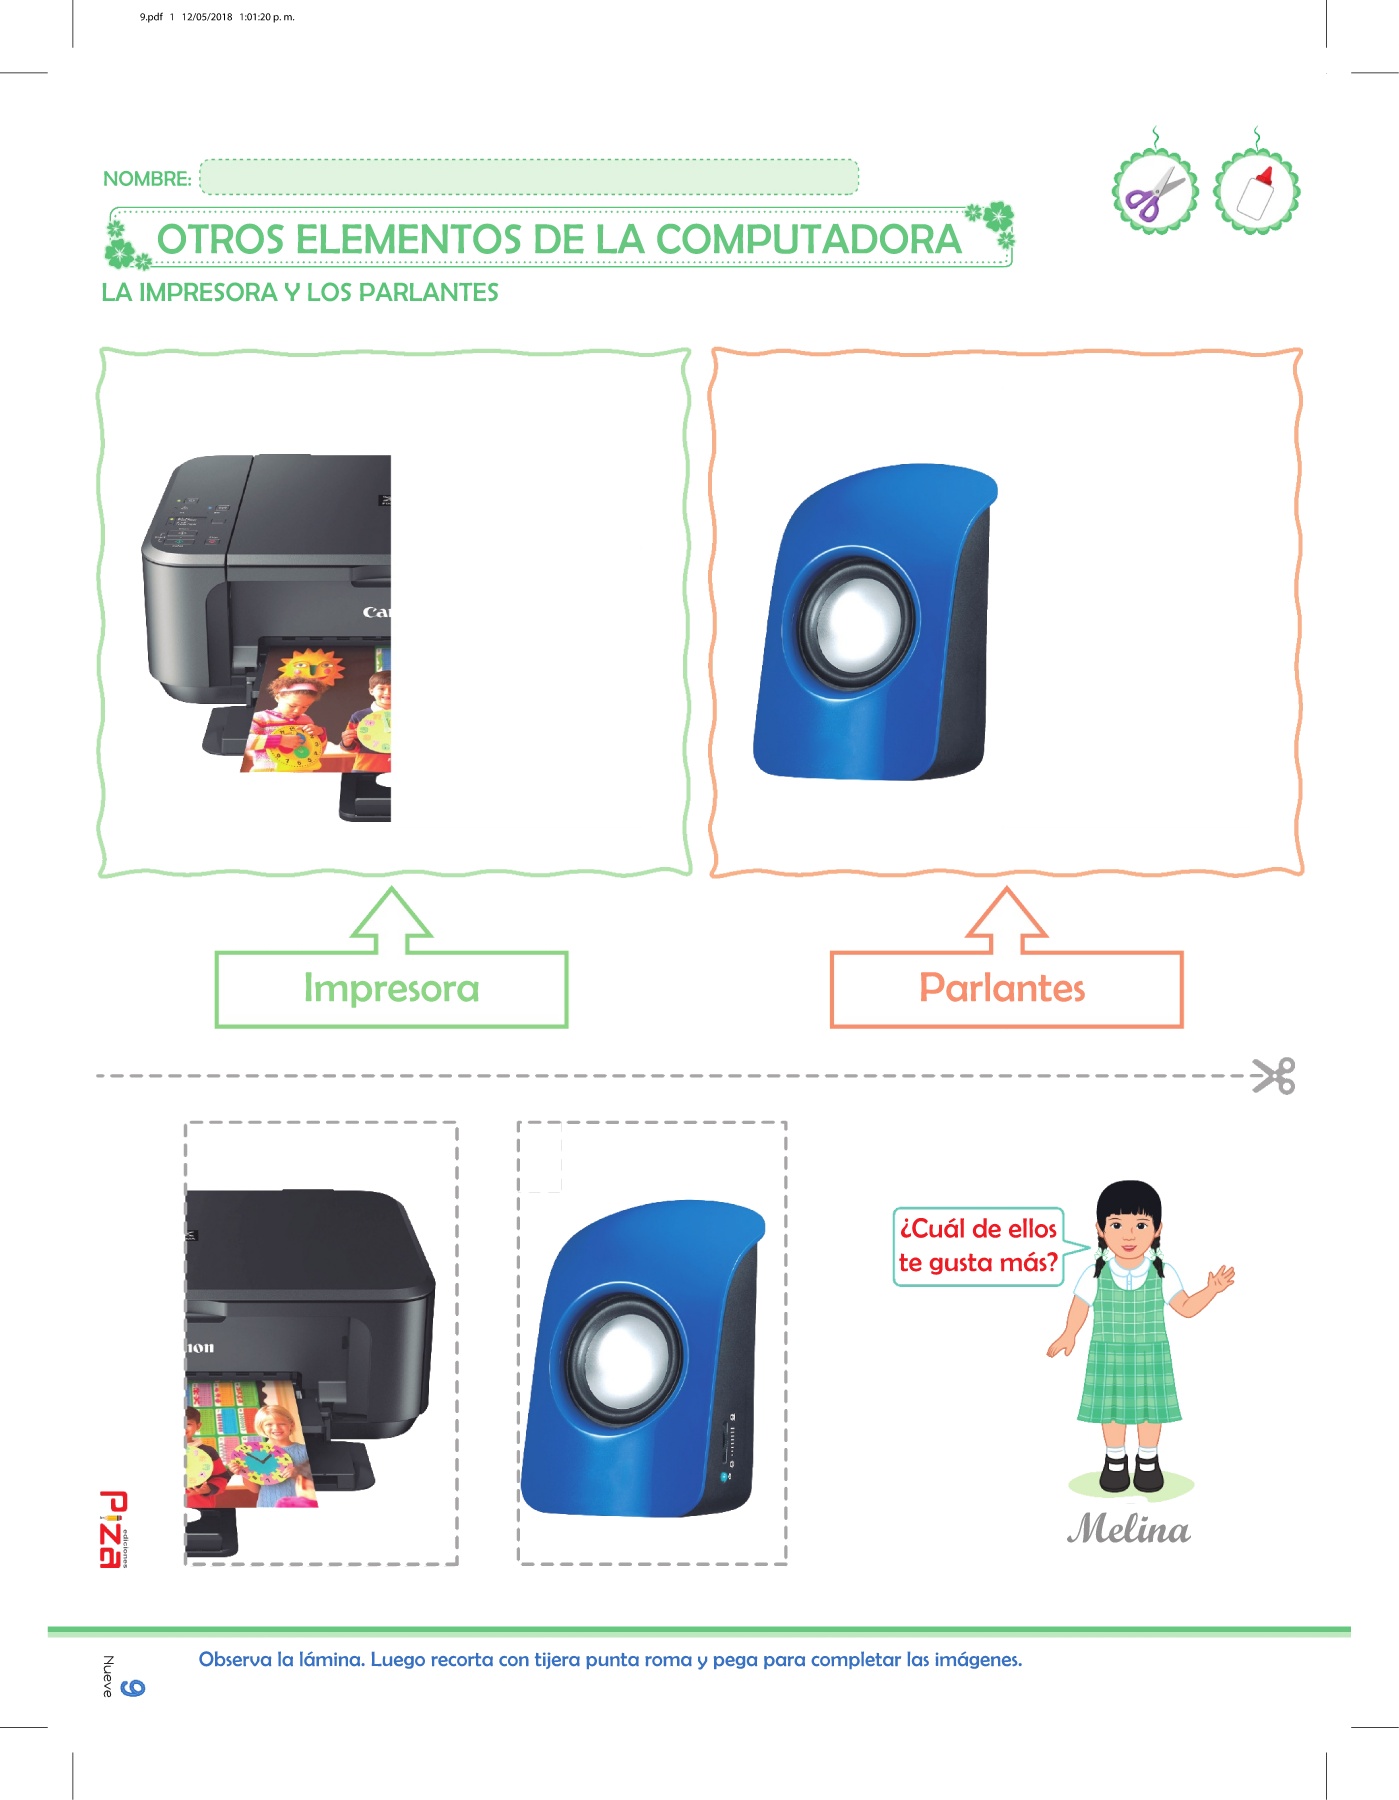 9.pdf 1 12/05/2018 1:01:20 p. m.
NOMBRE:
OTROS ELEMENTOS DE LA COMPUTADORA
LA IMPRESORA Y LOS PARLANTES
Ca
Impresora
Parlantes
non
¿Cuál de ellos
te gusta más?
Melina
Piza
ediciones
Observa la lámina. Luego recorta con tijera punta roma y pega para completar las imágenes.
Nueve
9